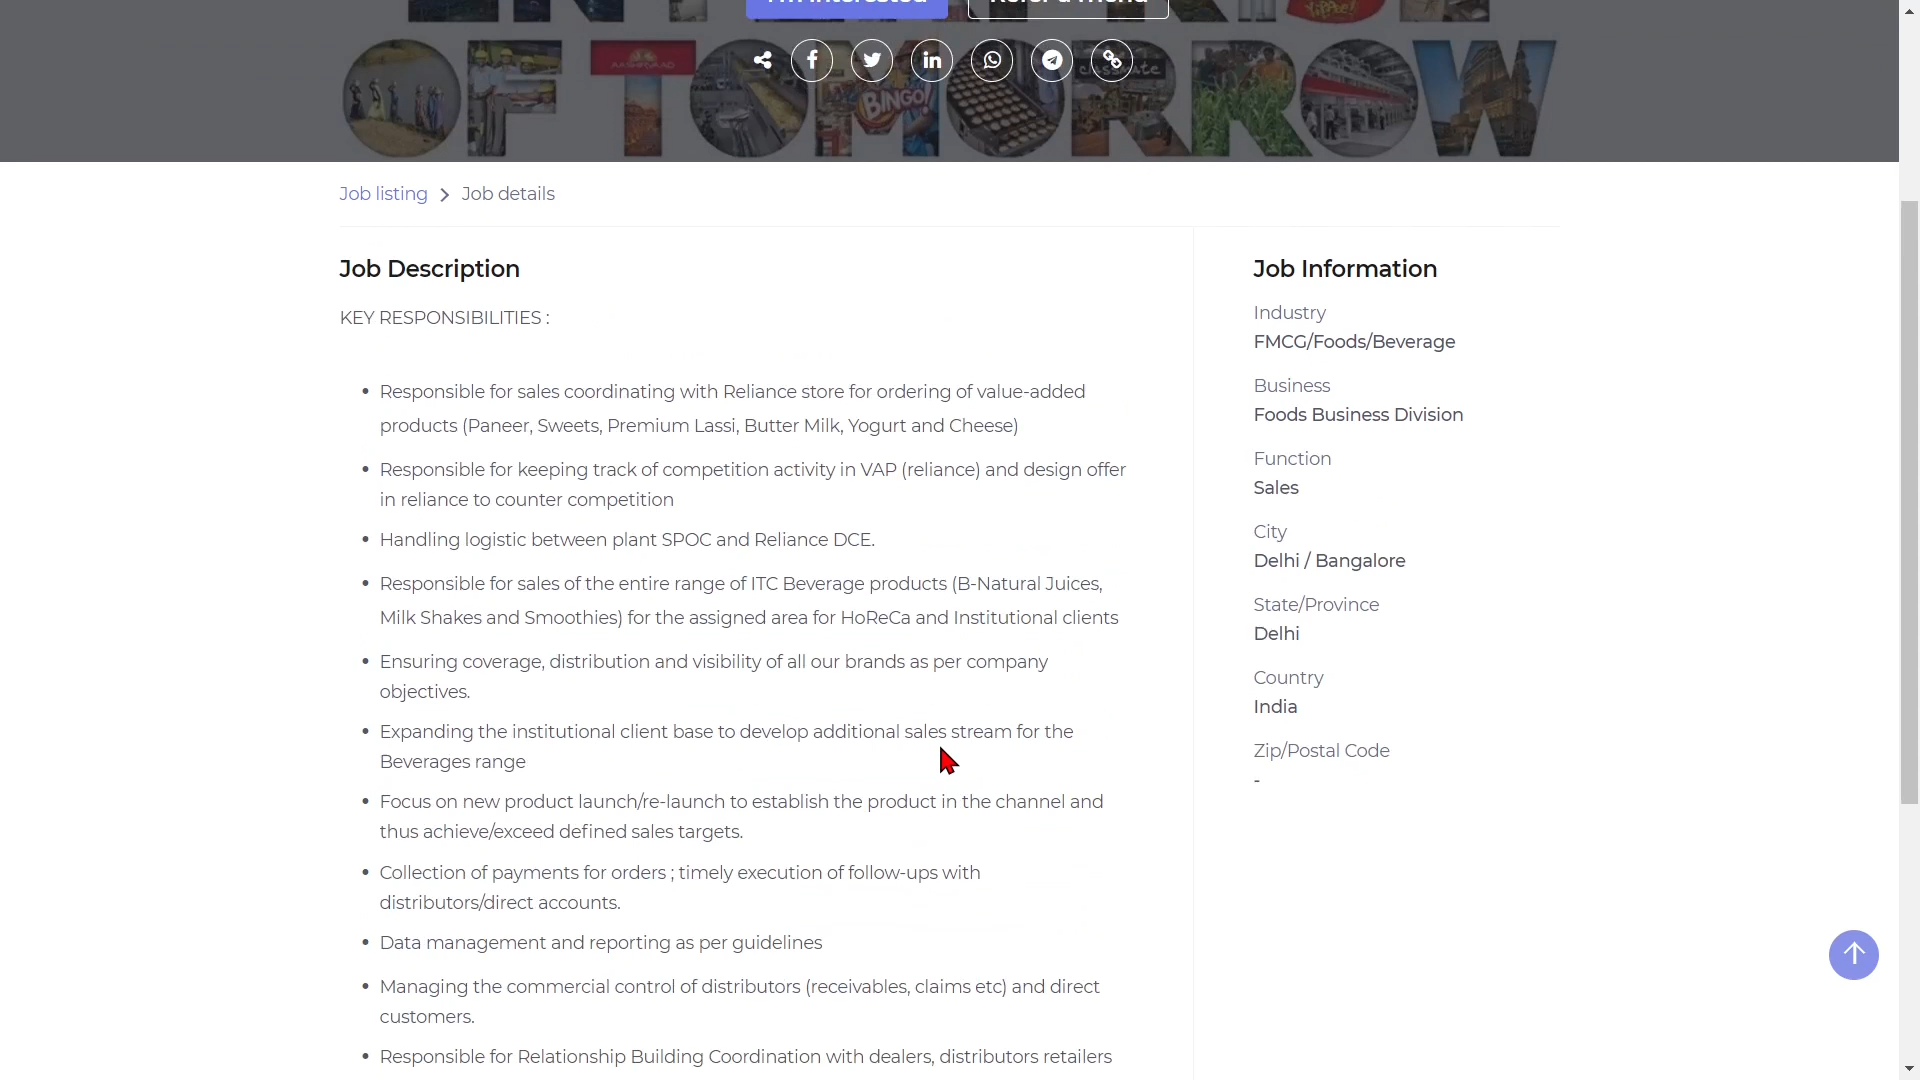 I'm interested
Refer a friend
OF TOMORROW
AASHIRVAAD
BINGO!
classmate
Yippee!
Job listing > Job details
Job Description
KEY RESPONSIBILITIES :
• Responsible for sales coordinating with Reliance store for ordering of value-added
products (Paneer, Sweets, Premium Lassi, Butter Milk, Yogurt and Cheese)
• Responsible for keeping track of competition activity in VAP (reliance) and design offer
in reliance to counter competition
• Handling logistic between plant SPOC and Reliance DCE.
• Responsible for sales of the entire range of ITC Beverage products (B-Natural Juices,
Milk Shakes and Smoothies) for the assigned area for HoReCa and Institutional clients
• Ensuring coverage, distribution and visibility of all our brands as per company
objectives.
• Expanding the institutional client base to develop additional sales stream for the
Beverages range
• Focus on new product launch/re-launch to establish the product in the channel and
thus achieve/exceed defined sales targets.
• Collection of payments for orders ; timely execution of follow-ups with
distributors/direct accounts.
• Data management and reporting as per guidelines
• Managing the commercial control of distributors (receivables, claims etc) and direct
customers.
• Responsible for Relationship Building Coordination with dealers, distributors retailers
Job Information
Industry
FMCG/Foods/Beverage
Business
Foods Business Division
Function
Sales
City
Delhi / Bangalore
State/Province
Delhi
Country
India
Zip/Postal Code
-